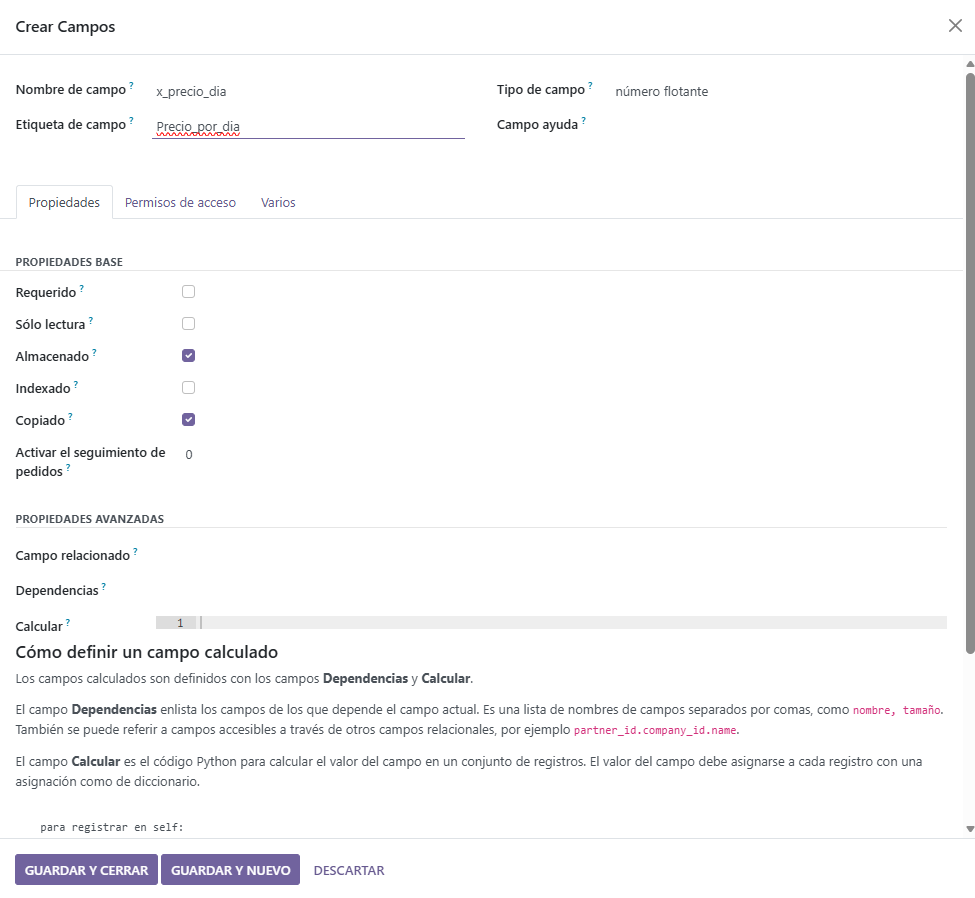 Crear Campos
Nombre de campo ? x_precio_dia
Tipo de campo ? número flotante
Etiqueta de campo ? Precio_por_dia
Campo ayuda ?
Propiedades Permisos de acceso Varios
PROPIEDADES BASE
Requerido ?
Sólo lectura ?
Almacenado ?
Indexado ?
Copiado ?
Activar el seguimiento de
pedidos ? 0
PROPIEDADES AVANZADAS
Campo relacionado ?
Dependencias ?
Calcular ? 1
Cómo definir un campo calculado
Los campos calculados son definidos con los campos Dependencias y Calcular.
El campo Dependencias enlista los campos de los que depende el campo actual. Es una lista de nombres de campos separados por comas, como nombre, tamaño.
También se puede referir a campos accesibles a través de otros campos relacionales, por ejemplo partner_id.company_id.name.
El campo Calcular es el código Python para calcular el valor del campo en un conjunto de registros. El valor del campo debe asignarse a cada registro con una
asignación como de diccionario.
para registrar en self:
GUARDAR Y CERRAR GUARDAR Y NUEVO DESCARTAR